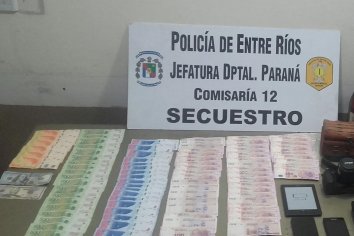 POLICÍA DE ENTRE RÍOS
JEFATURA DPTAL. PARANÁ
COMISARÍA 12
SECUESTRO